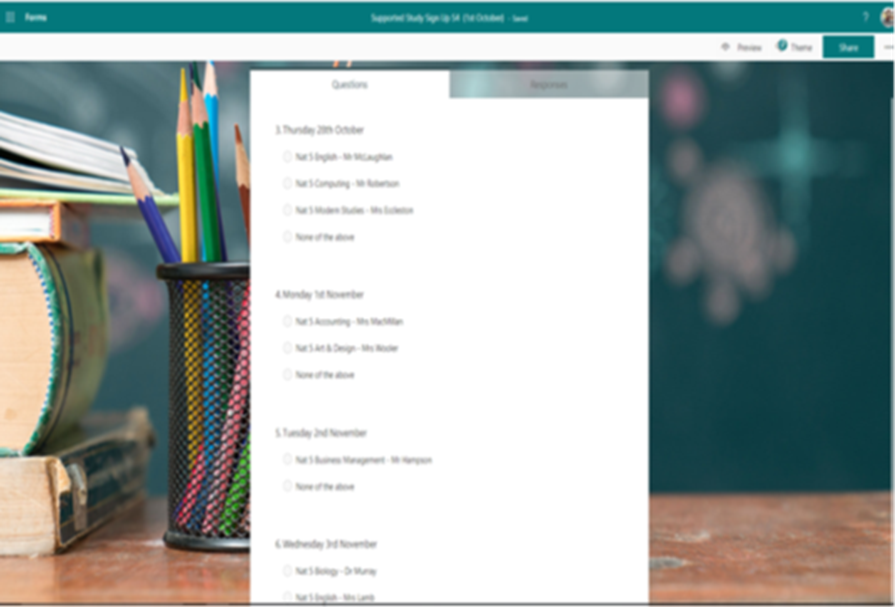 Forms
Supported Study Sign Up S4 (1st October) - Saved
?
Preview
Theme
Share
Questions
Responses
3. Thursday 28th October
Nat 5 English - Mr McLaughlan
Nat 5 Computing - Mr Robertson
Nat 5 Modern Studies - Mrs Eccleston
None of the above
4. Monday 1st November
Nat 5 Accounting - Mrs MacMillan
Nat 5 Art & Design - Mrs
None of the above
5. Tuesday 2nd November
Nat 5 Business Management - Mr Hampson
None of the above
6. Wednesday 3rd November
Nat 5 Biology - Dr Murray
Nat 5 English - Mrs Lamb